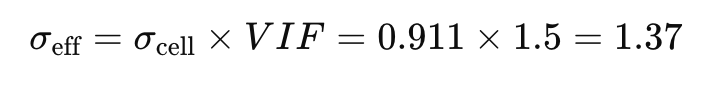 σ_eff = σ_cell × VIF = 0.911 × 1.5 = 1.37